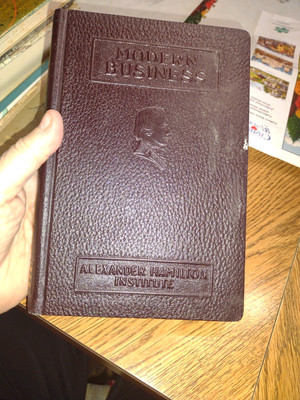 MODERN
BUSINESS
ALEXANDER HAMILTON
INSTITUTE